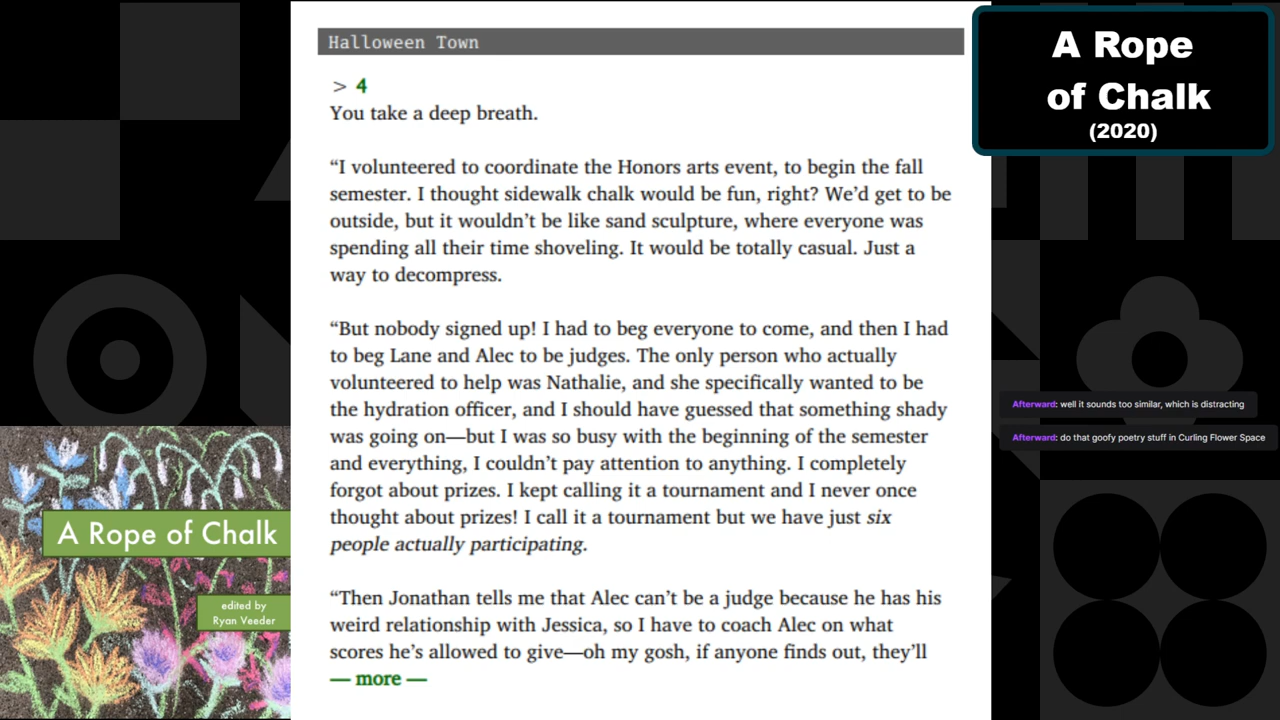 Halloween Town
> 4
You take a deep breath.
“I volunteered to coordinate the Honors arts event, to begin the fall
semester. I thought sidewalk chalk would be fun, right? We’d get to be
outside, but it wouldn’t be like sand sculpture, where everyone was
spending all their time shoveling. It would be totally casual. Just a
way to decompress.
“But nobody signed up! I had to beg everyone to come, and then I had
to beg Lane and Alec to be judges. The only person who actually
volunteered to help was Nathalie, and she specifically wanted to be
the hydration officer, and I should have guessed that something shady
was going on—but I was so busy with the beginning of the semester
and everything, I couldn’t pay attention to anything. I completely
forgot about prizes. I kept calling it a tournament and I never once
thought about prizes! I call it a tournament but we have just six
people actually participating.
“Then Jonathan tells me that Alec can’t be a judge because he has his
weird relationship with Jessica, so I have to coach Alec on what
scores he’s allowed to give—oh my gosh, if anyone finds out, they’ll
— more —
A Rope
of Chalk
(2020)
Afterward: well it sounds too similar, which is distracting
Afterward: do that goofy poetry stuff in Curling Flower Space
A Rope of Chalk
edited by
Ryan Veeder